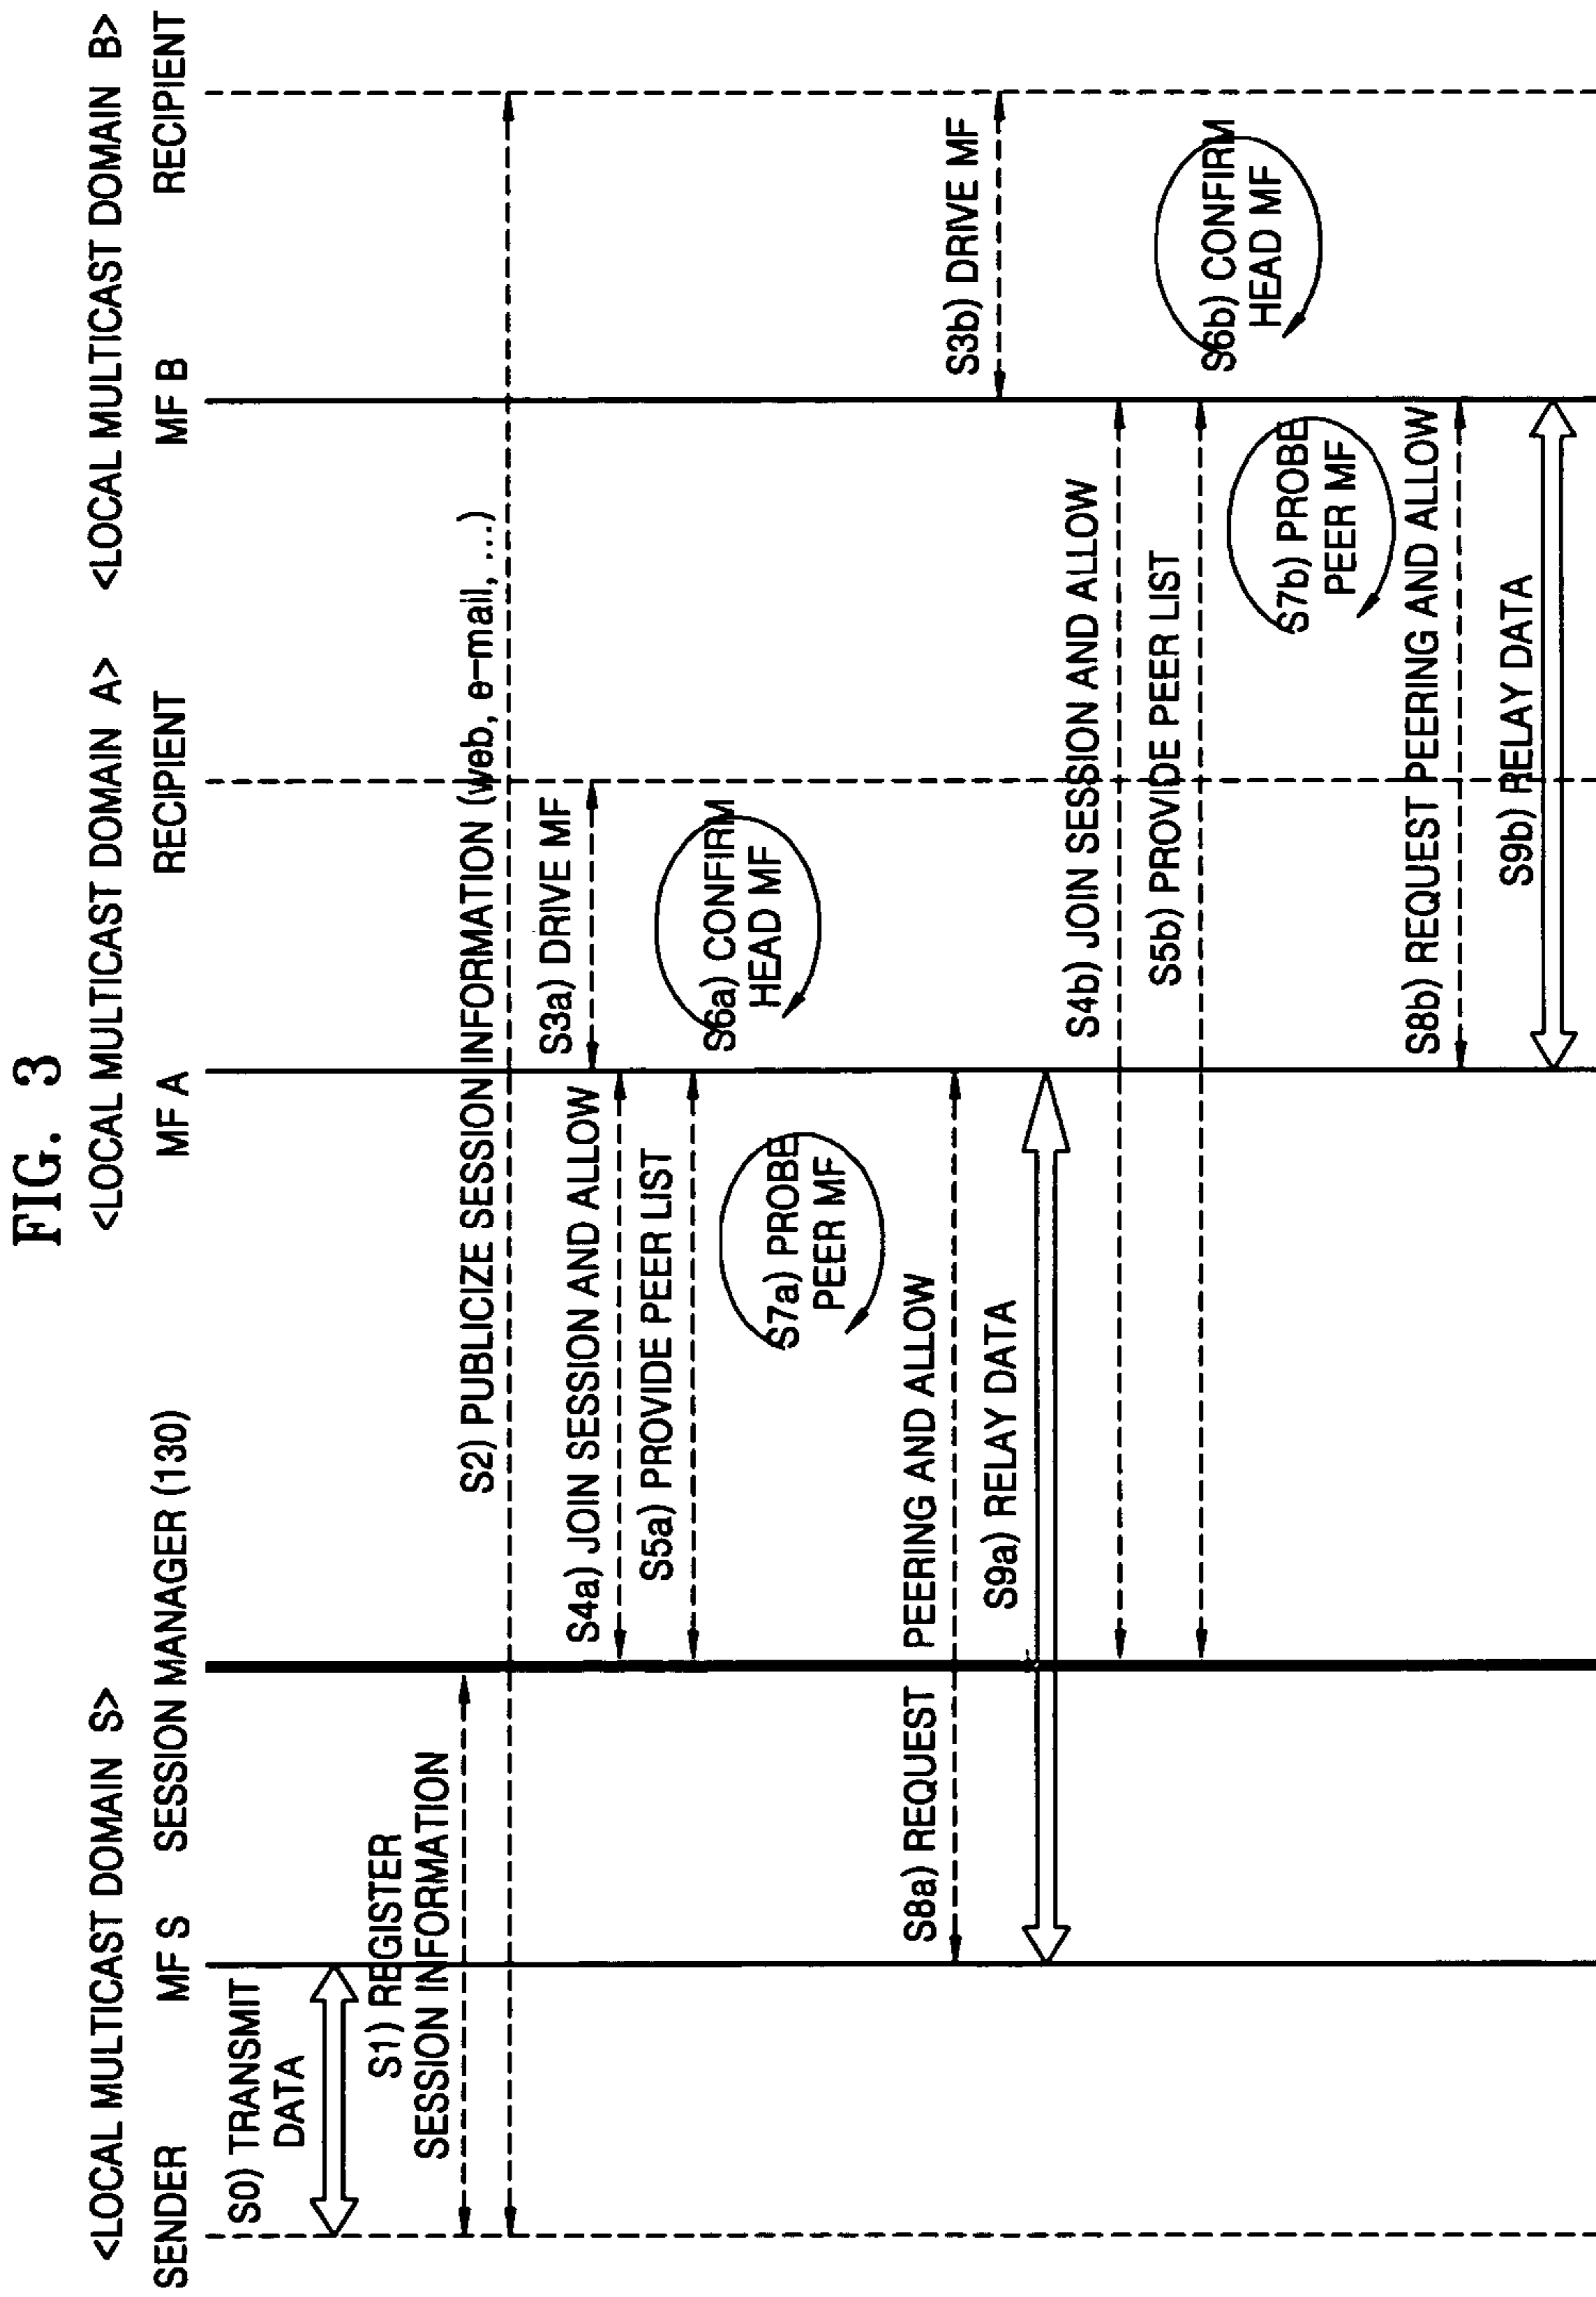 FIG. 3
<LOCAL MULTICAST DOMAIN S>
<LOCAL MULTICAST DOMAIN A>
<LOCAL MULTICAST DOMAIN B>
SENDER
MF S
SESSION MANAGER (130)
MF A
RECIPIENT
MF B
RECIPIENT
S0) TRANSMIT
DATA
S1) REGISTER
SESSION INFORMATION
S2) PUBLICIZE SESSION INFORMATION (web, e-mail, ...)
S3a) DRIVE MF
S4a) JOIN SESSION AND ALLOW
S5a) PROVIDE PEER LIST
S6a) CONFIRM
HEAD MF
S7a) PROBE
PEER MF
S8a) REQUEST PEERING AND ALLOW
S9a) RELAY DATA
S3b) DRIVE MF
S4b) JOIN SESSION AND ALLOW
S5b) PROVIDE PEER LIST
S6b) CONFIRM
HEAD MF
S7b) PROBE
PEER MF
S8b) REQUEST PEERING AND ALLOW
S9b) RELAY DATA